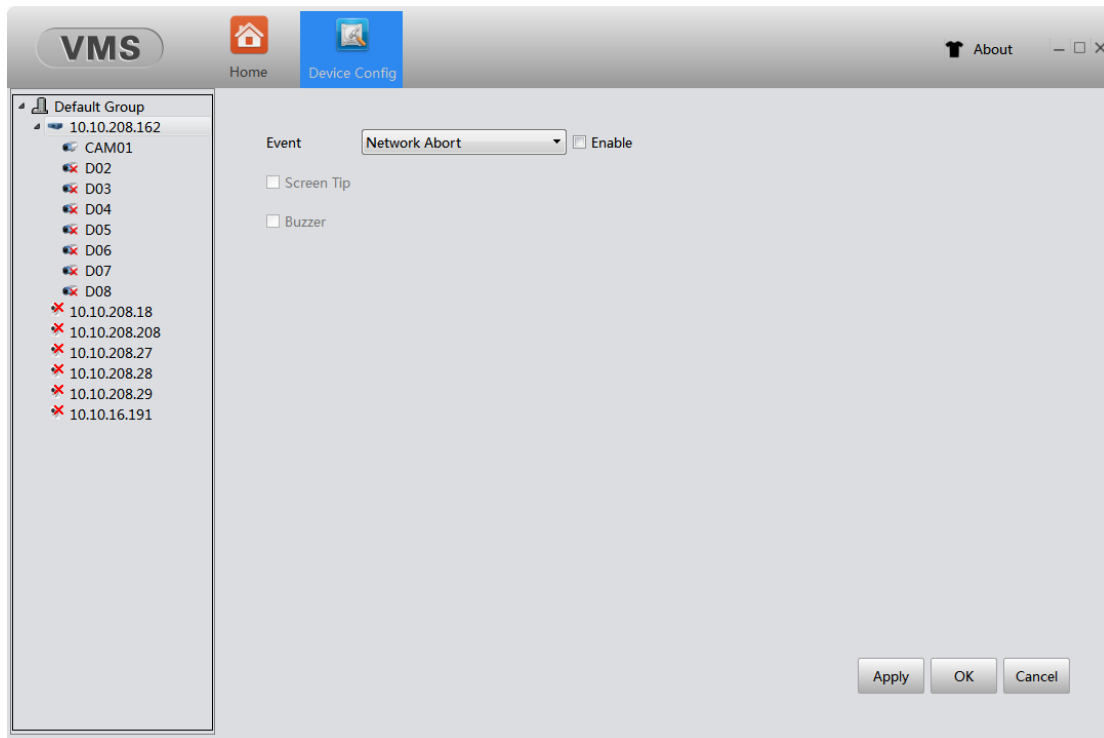 VMS
Home
Device Config
About
Default Group
10.10.208.162
CAM01
D02
D03
D04
D05
D06
D07
D08
10.10.208.18
10.10.208.208
10.10.208.27
10.10.208.28
10.10.208.29
10.10.16.191
Event Network Abort Enable
Screen Tip
Buzzer
Apply OK Cancel